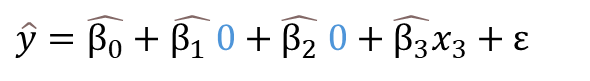 ŷ = β̂₀ + β̂₁ 0 + β̂₂ 0 + β̂₃x₃ + ε